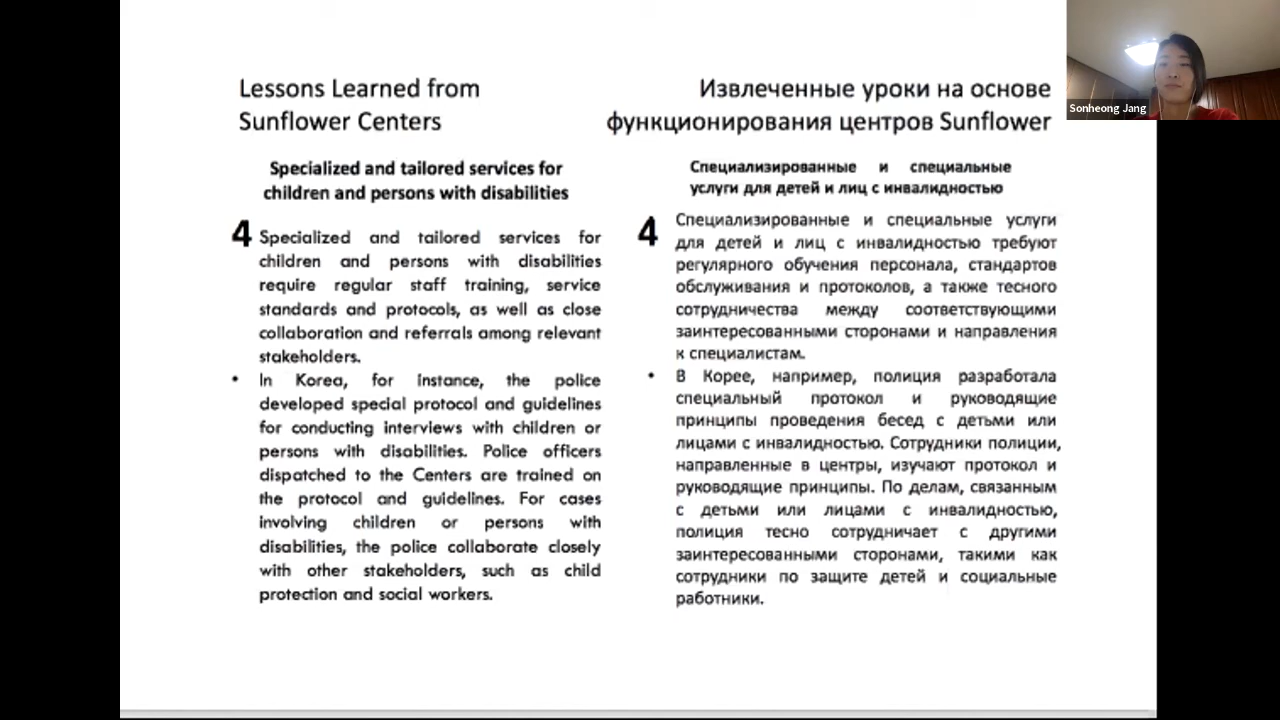 Lessons Learned from
Sunflower Centers
Specialized and tailored services for
children and persons with disabilities
4
Specialized and tailored services for
children and persons with disabilities
require regular staff training, service
standards and protocols, as well as close
collaboration and referrals among relevant
stakeholders.
• In Korea, for instance, the police
developed special protocol and guidelines
for conducting interviews with children or
persons with disabilities. Police officers
dispatched to the Centers are trained on
the protocol and guidelines. For cases
involving children or persons with
disabilities, the police collaborate closely
with other stakeholders, such as child
protection and social workers.
Извлеченные уроки на основе
функционирования центров Sunflower
Специализированные и специальные
услуги для детей и лиц с инвалидностью
4
Специализированные и специальные услуги
для детей и лиц с инвалидностью требуют
регулярного обучения персонала, стандартов
обслуживания и протоколов, а также тесного
сотрудничества между соответствующими
заинтересованными сторонами и направления
к специалистам.
• В Корее, например, полиция разработала
специальный протокол и руководящие
принципы проведения бесед с детьми или
лицами с инвалидностью. Сотрудники полиции,
направленные в центры, изучают протокол и
руководящие принципы. По делам, связанным
с детьми или лицами с инвалидностью,
полиция тесно сотрудничает с другими
заинтересованными сторонами, такими как
сотрудники по защите детей и социальные
работники.
Sonheong Jang